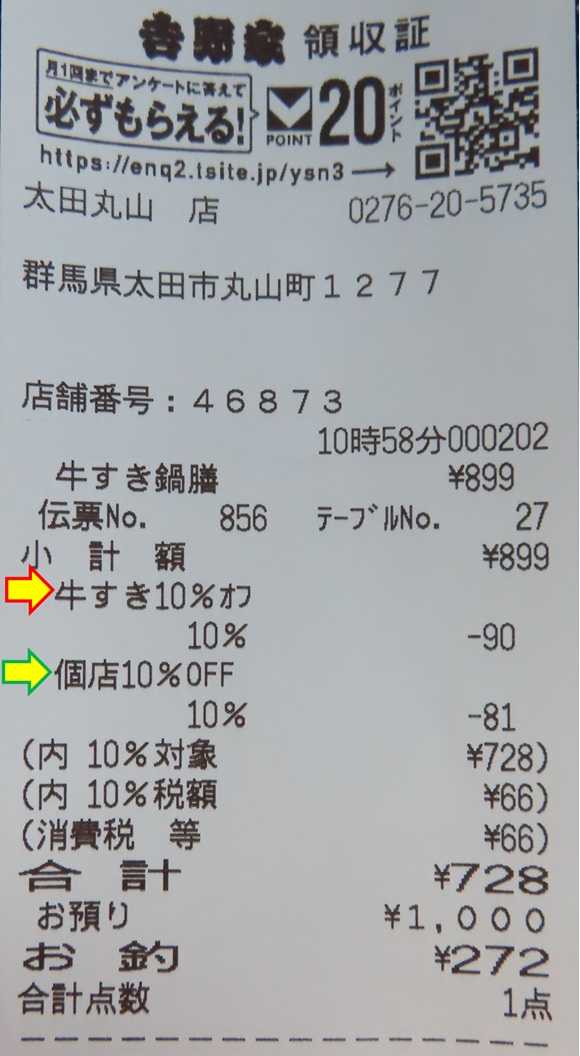 吉野家 領収証
月1回までアンケートに答えて
必ずもらえる!
POINT 20 ポイント
https://enq2.tsite.jp/ysn3
太田丸山 店 0276-20-5735
群馬県太田市丸山町1277
店舗番号：46873
10時58分000202
牛すき鍋膳 ¥899
伝票No. 856 ﾃｰﾌﾞﾙNo. 27
小 計 額 ¥899
牛すき10%ｵﾌ
10% -90
個店10%OFF
10% -81
(内 10%対象 ¥728)
(内 10%税額 ¥66)
(消費税 等 ¥66)
合 計 ¥728
お預り ¥1,000
お 釣 ¥272
合計点数 1点